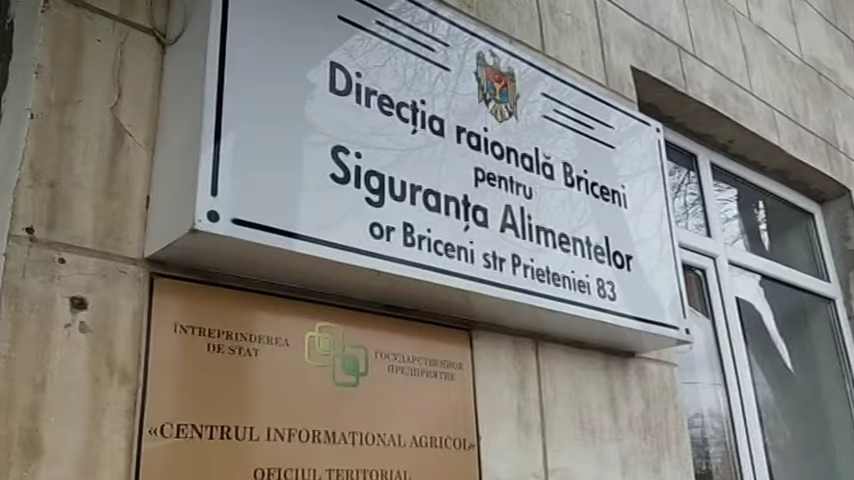 Direcția raională Briceni
pentru
Siguranța Alimentelor
or Briceni str Prieteniei 83
ÎNTREPRINDEREA
DE STAT
ГОСУДАРСТВЕННОЕ
ПРЕДПРИЯТИЕ
«CENTRUL INFORMAȚIONAL AGRICOL»
OFICIUL TERITORIAL